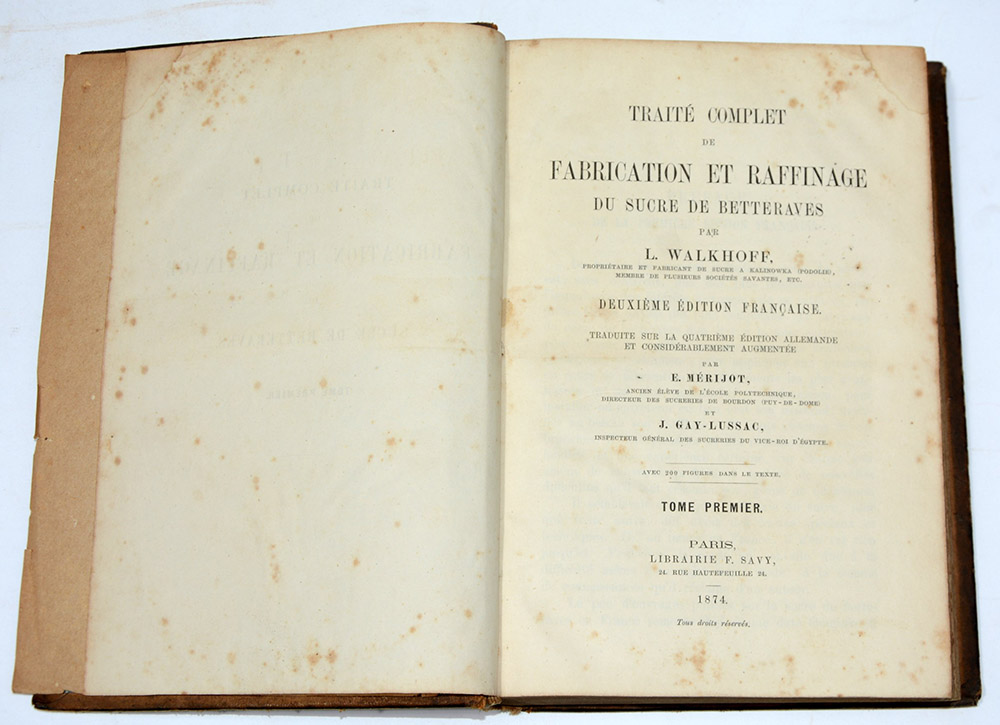 TRAITÉ COMPLET
DE
FABRICATION ET RAFFINAGE
DU SUCRE DE BETTERAVES
PAR
L. WALKHOFF,
PROPRIÉTAIRE ET FABRICANT DE SUCRE A KALINOWKA (PODOLIE),
MEMBRE DE PLUSIEURS SOCIÉTÉS SAVANTES, ETC.
DEUXIÈME ÉDITION FRANÇAISE.
TRADUITE SUR LA QUATRIÈME ÉDITION ALLEMANDE
ET CONSIDÉRABLEMENT AUGMENTÉE
PAR
E. MÉRIJOT,
ANCIEN ÉLÈVE DE L'ÉCOLE POLYTECHNIQUE,
DIRECTEUR DES SUCRERIES DE BOURDON (PUY-DE-DOME)
ET
J. GAY-LUSSAC,
INSPECTEUR GÉNÉRAL DES SUCRERIES DU VICE-ROI D'ÉGYPTE.
AVEC 200 FIGURES DANS LE TEXTE.
TOME PREMIER.
PARIS,
LIBRAIRIE F. SAVY,
24. RUE HAUTEFEUILLE 24.
1874.
Tous droits réservés.